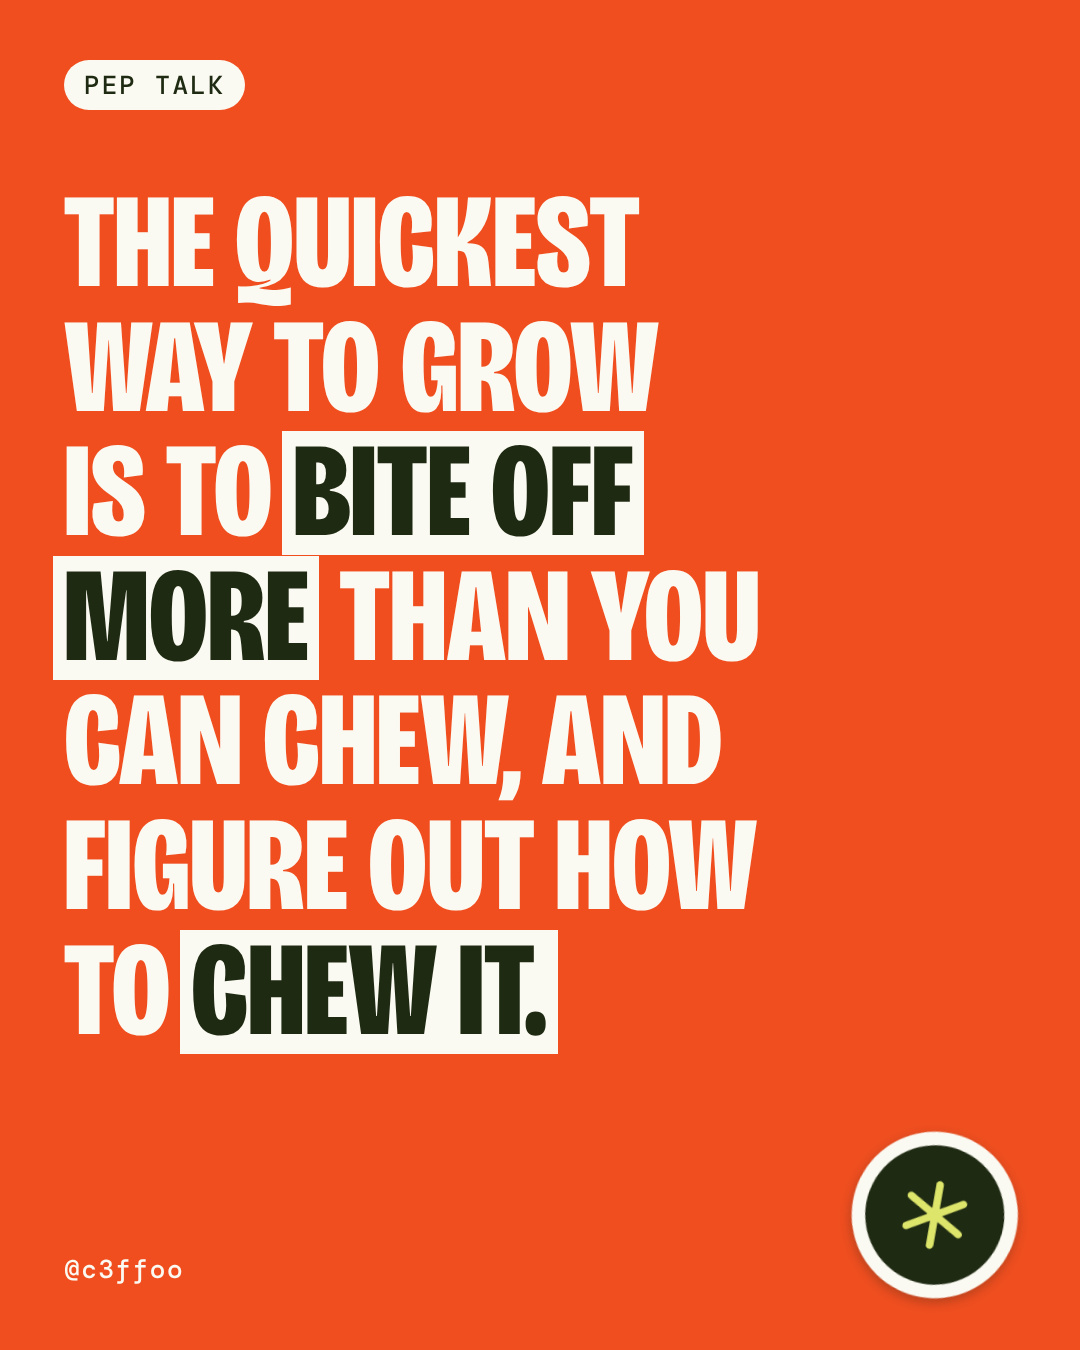 PEP TALK
THE QUICKEST
WAY TO GROW
IS TO BITE OFF
MORE THAN YOU
CAN CHEW, AND
FIGURE OUT HOW
TO CHEW IT.
@c3ffoo